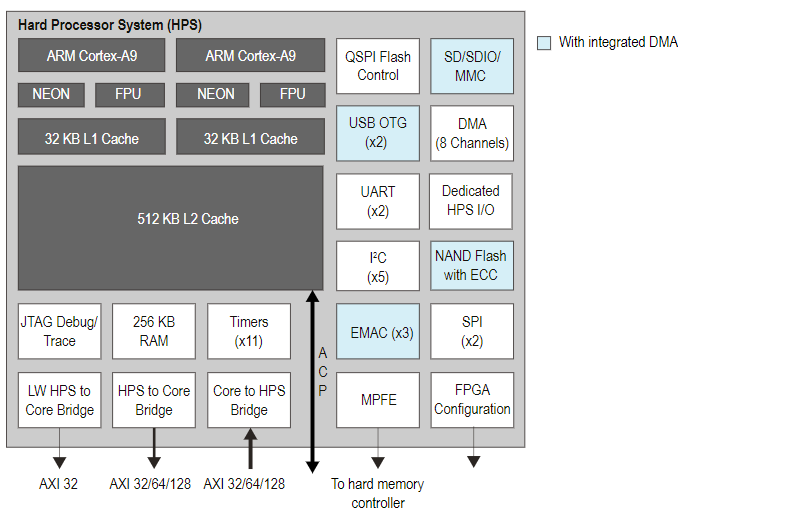 Hard Processor System (HPS)
ARM Cortex-A9
ARM Cortex-A9
NEON
FPU
NEON
FPU
32 KB L1 Cache
32 KB L1 Cache
512 KB L2 Cache
QSPI Flash
Control
SD/SDIO/
MMC
With integrated DMA
USB OTG
(x2)
DMA
(8 Channels)
UART
(x2)
Dedicated
HPS I/O
I²C
(x5)
NAND Flash
with ECC
JTAG Debug/
Trace
256 KB
RAM
Timers
(x11)
A
C
P
EMAC (x3)
SPI
(x2)
LW HPS to
Core Bridge
HPS to Core
Bridge
Core to HPS
Bridge
MPFE
FPGA
Configuration
AXI 32
AXI 32/64/128
AXI 32/64/128
To hard memory
controller